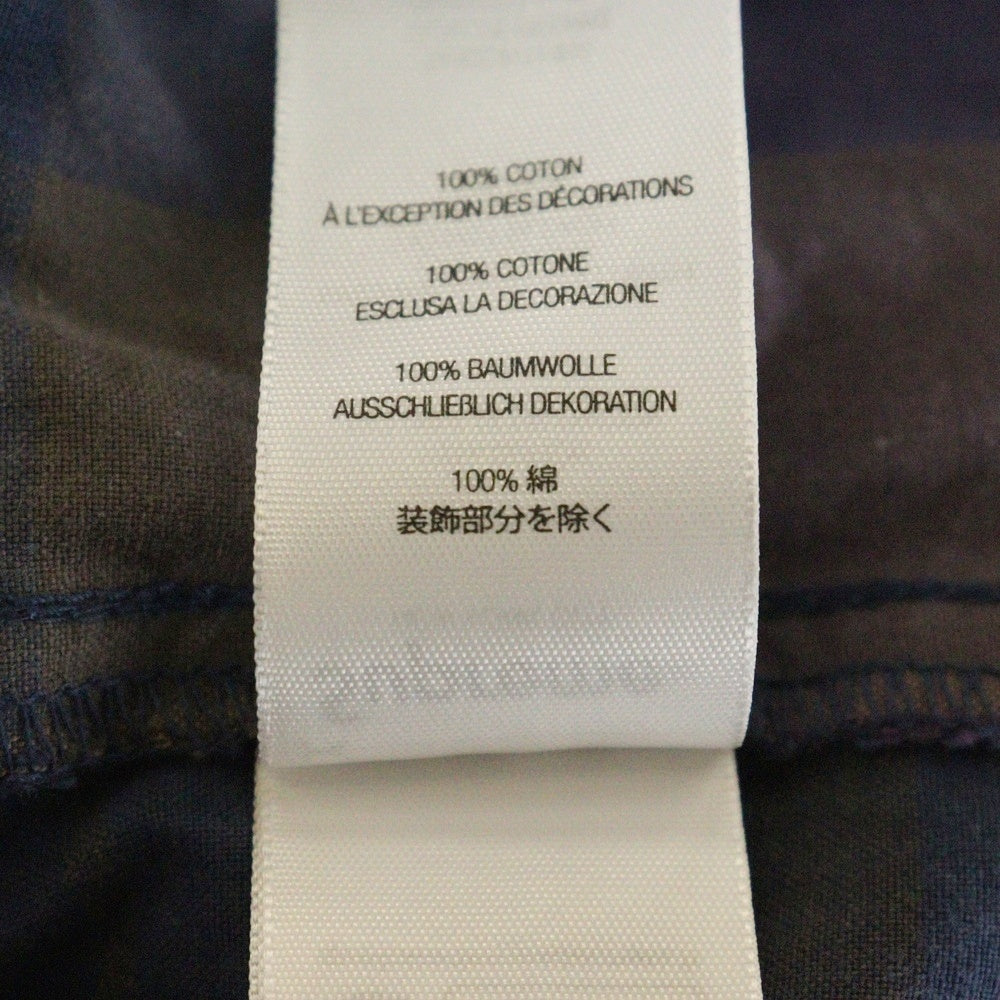 100% COTON
À L'EXCEPTION DES DÉCORATIONS
100% COTONE
ESCLUSA LA DECORAZIONE
100% BAUMWOLLE
AUSSCHLIEßLICH DEKORATION
100% 綿
装飾部分を除く